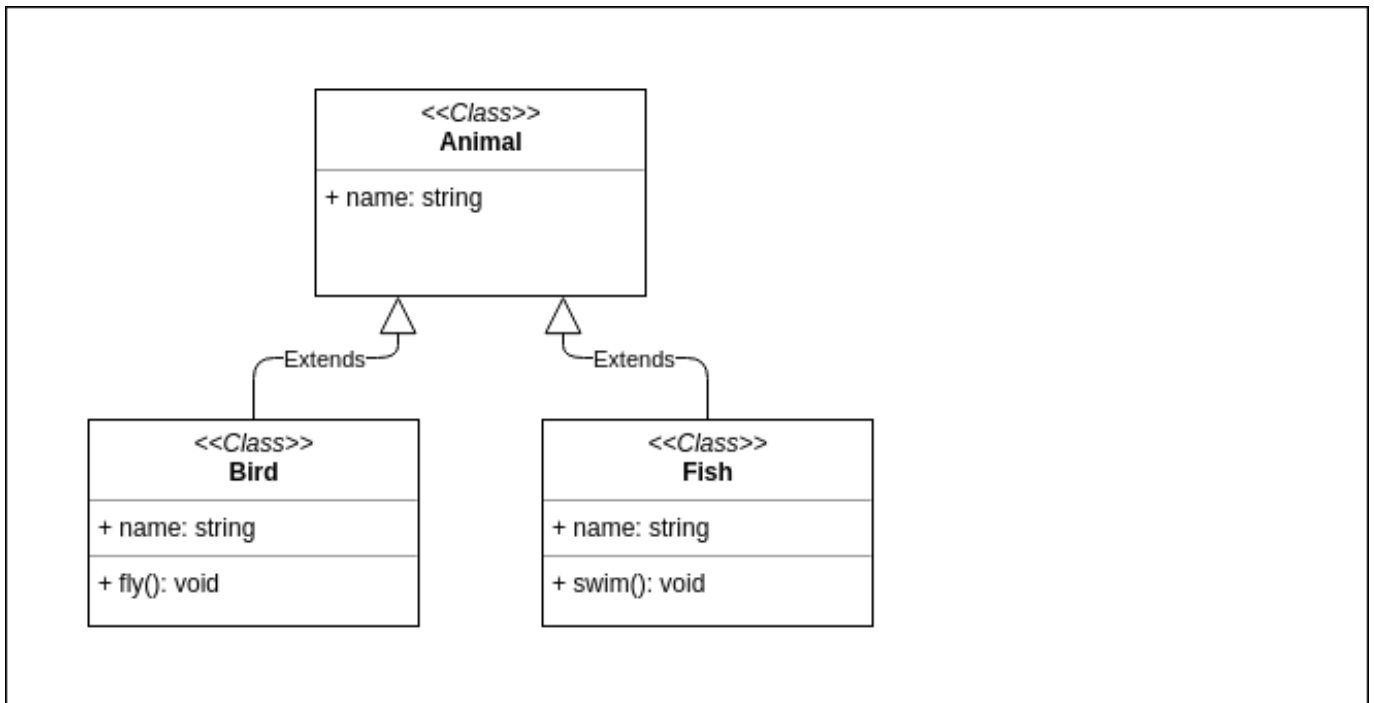 <<Class>>
Animal
+ name: string
Extends
Extends
<<Class>>
Bird
+ name: string
+ fly(): void
<<Class>>
Fish
+ name: string
+ swim(): void